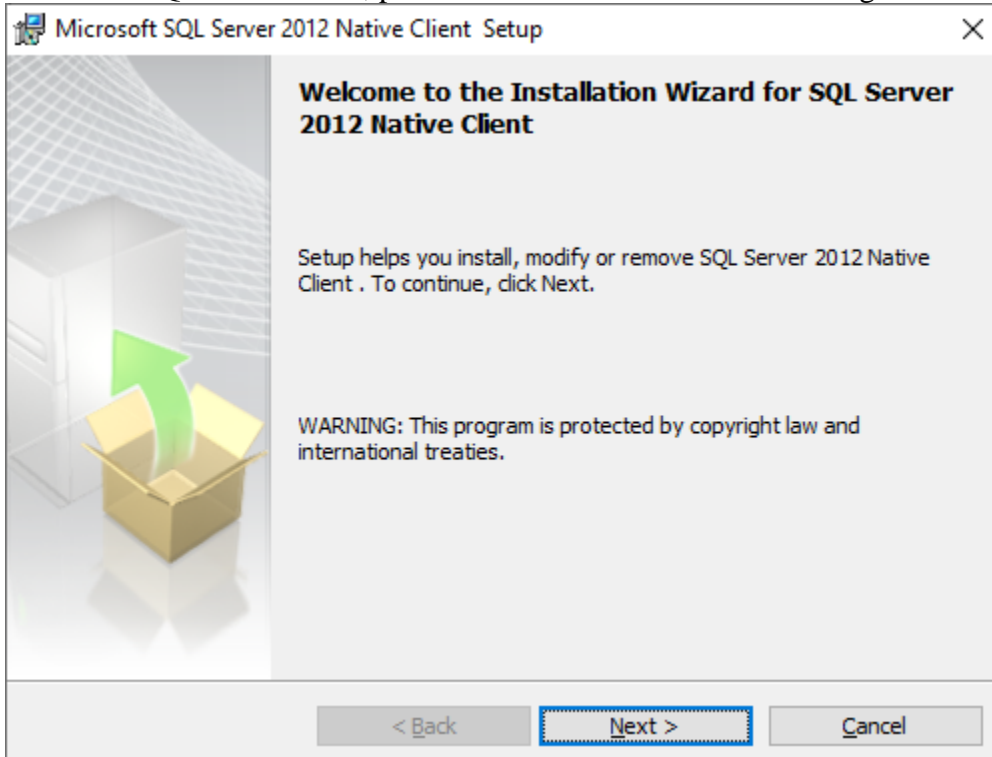 Microsoft SQL Server 2012 Native Client  Setup
Welcome to the Installation Wizard for SQL Server
2012 Native Client
Setup helps you install, modify or remove SQL Server 2012 Native
Client . To continue, click Next.
WARNING: This program is protected by copyright law and
international treaties.
< Back
Next >
Cancel